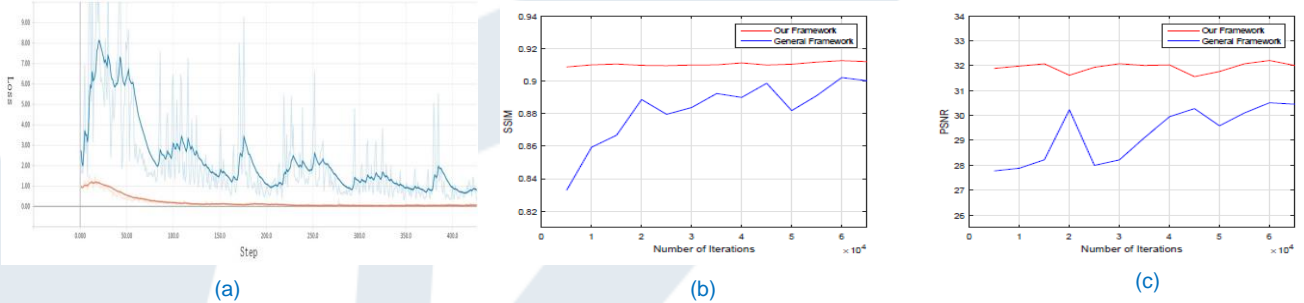 9.00
8.00
7.00
6.00
5.00
4.00
3.00
2.00
1.00
0.00
Loss
0.000 50.00 100.0 150.0 200.0 250.0 300.0 350.0 400.0
Step
(a)
0.94
0.92
0.9
0.88
0.86
0.84
0.82
SSIM
Our Framework
General Framework
0 1 2 3 4 5 6
Number of Iterations
×10⁴
(b)
34
33
32
31
30
29
28
27
26
PSNR
Our Framework
General Framework
0 1 2 3 4 5 6
Number of Iterations
×10⁴
(c)